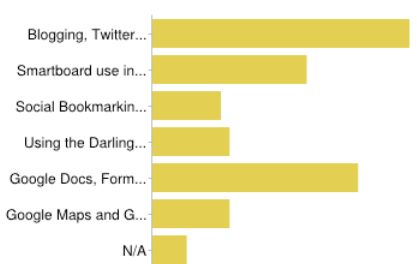 Blogging, Twitter...
Smartboard use in...
Social Bookmarkin...
Using the Darling...
Google Docs, Form...
Google Maps and G...
N/A